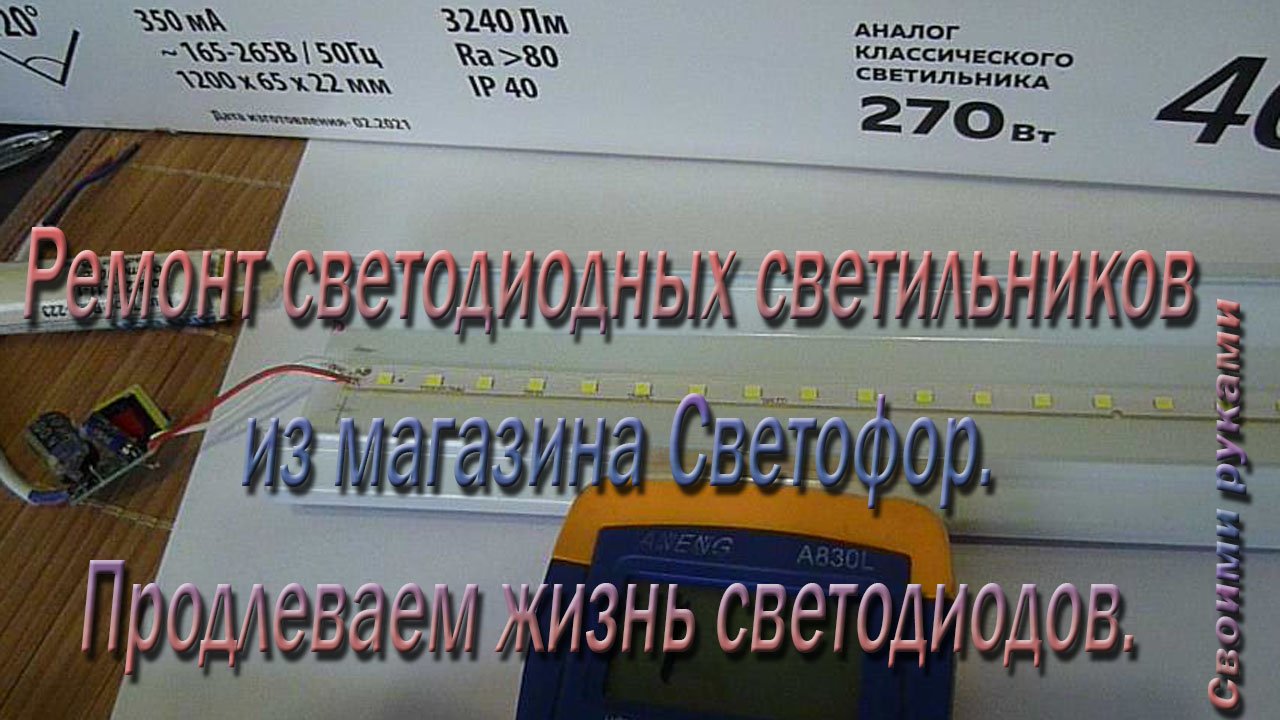 20°
350 мА
~ 165-265В / 50Гц
1200 х 65 х 22 мм
Дата изготовления- 02.2021
3240 Лм
Ra >80
IP 40
АНАЛОГ
КЛАССИЧЕСКОГО
СВЕТИЛЬНИКА
270 Вт
Ремонт светодиодных светильников
из магазина Светофор.
Продлеваем жизнь светодиодов.
Своими руками
ANENG
A830L